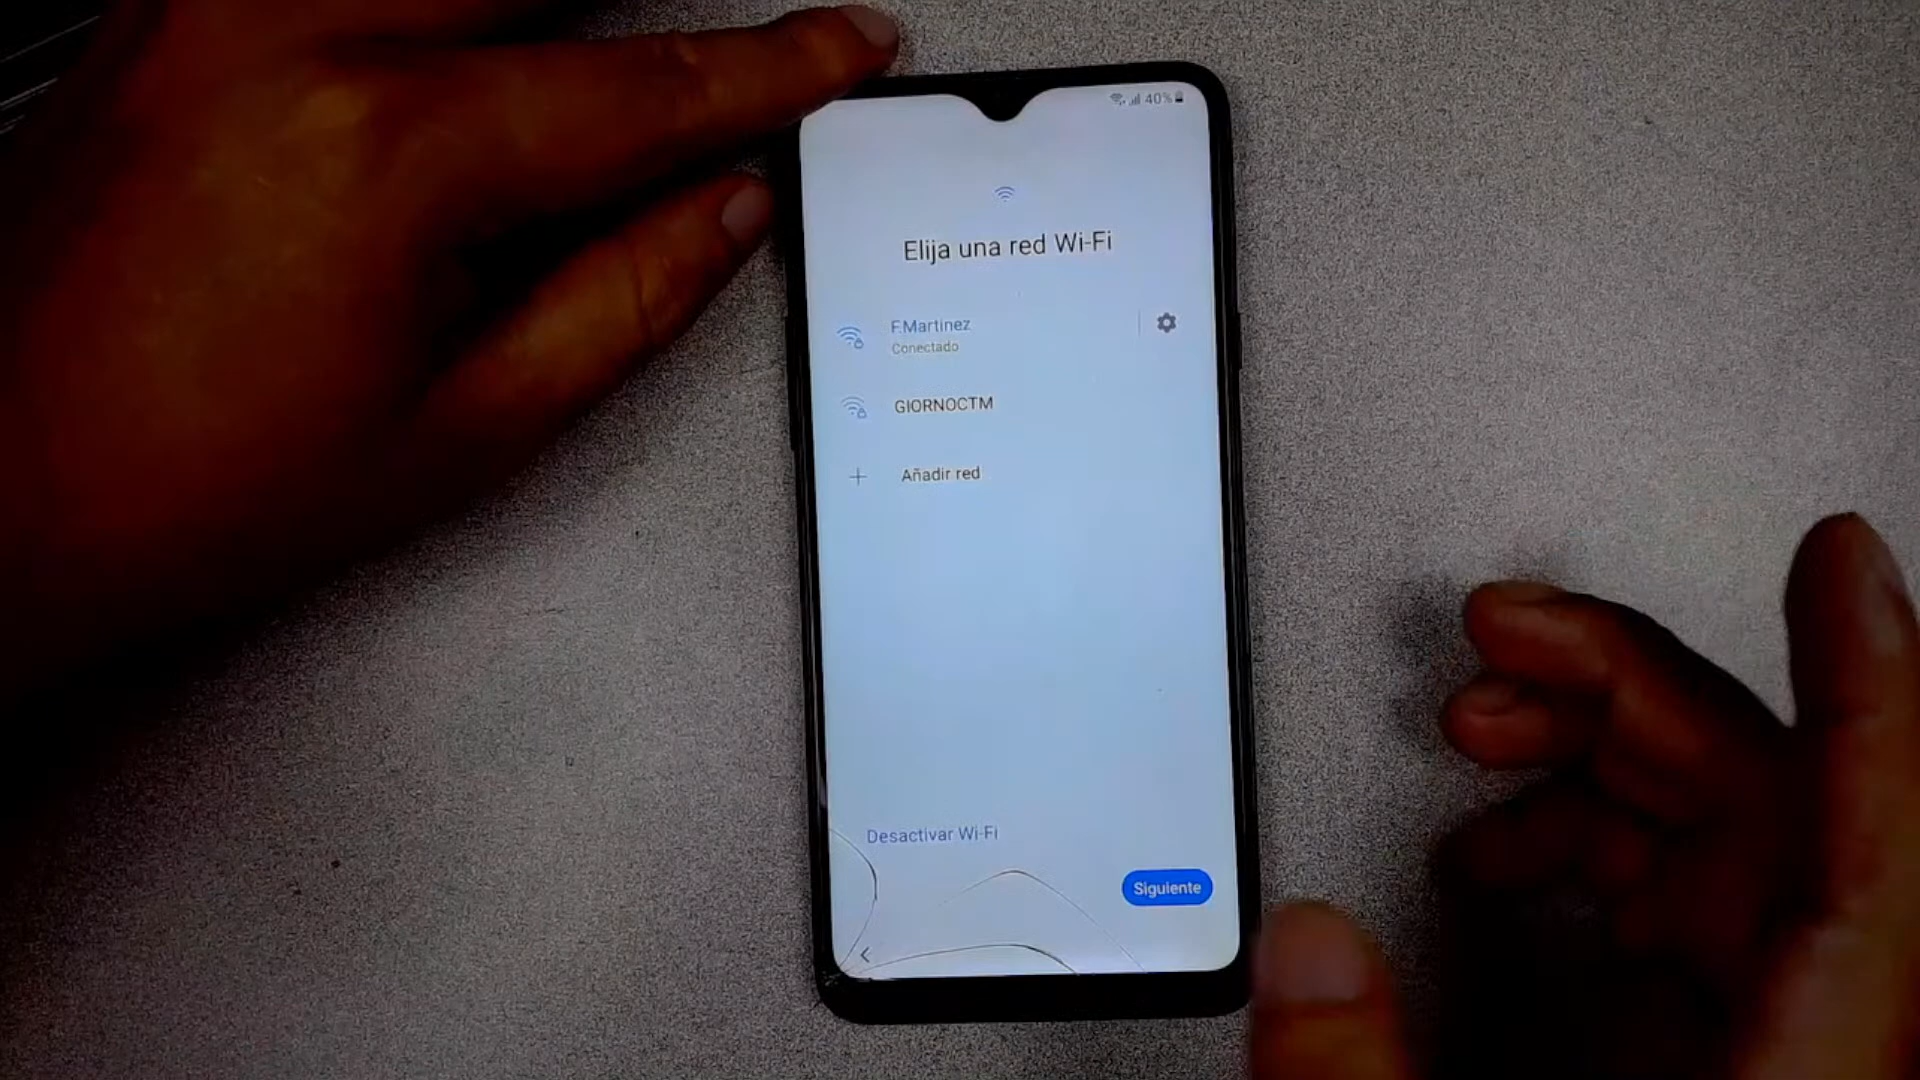 40%
Elija una red Wi-Fi
F.Martinez
Conectado
GIORNOCTM
Añadir red
Desactivar Wi-Fi
Siguiente